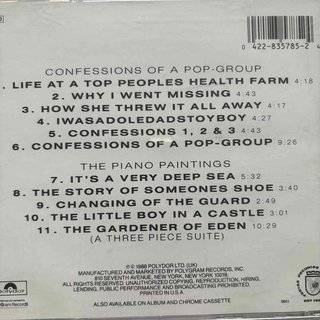 0 422-835785-2
CONFESSIONS OF A POP-GROUP
1. LIFE AT A TOP PEOPLES HEALTH FARM 4:18
2. WHY I WENT MISSING 4:43
3. HOW SHE THREW IT ALL AWAY 4:17
4. IWASADOLEDADSTOYBOY 4:27
5. CONFESSIONS 1, 2 & 3 4:43
6. CONFESSIONS OF A POP-GROUP 9:26
THE PIANO PAINTINGS
7. IT'S A VERY DEEP SEA 5:32
8. THE STORY OF SOMEONES SHOE 3:30
9. CHANGING OF THE GUARD 2:49
10. THE LITTLE BOY IN A CASTLE 3:01
11. THE GARDENER OF EDEN 10:29
(A THREE PIECE SUITE)
℗ © 1988 POLYDOR LTD. (UK)
MANUFACTURED AND MARKETED BY POLYGRAM RECORDS, INC.
810 SEVENTH AVENUE, NEW YORK, NEW YORK 10019.
UNAUTHORIZED COPYING, REPRODUCTION, HIRING,
LENDING, PUBLIC PERFORMANCE AND BROADCASTING PROHIBITED.
PRINTED IN U.S.A.
ALSO AVAILABLE ON ALBUM AND CHROME CASSETTE
polydor